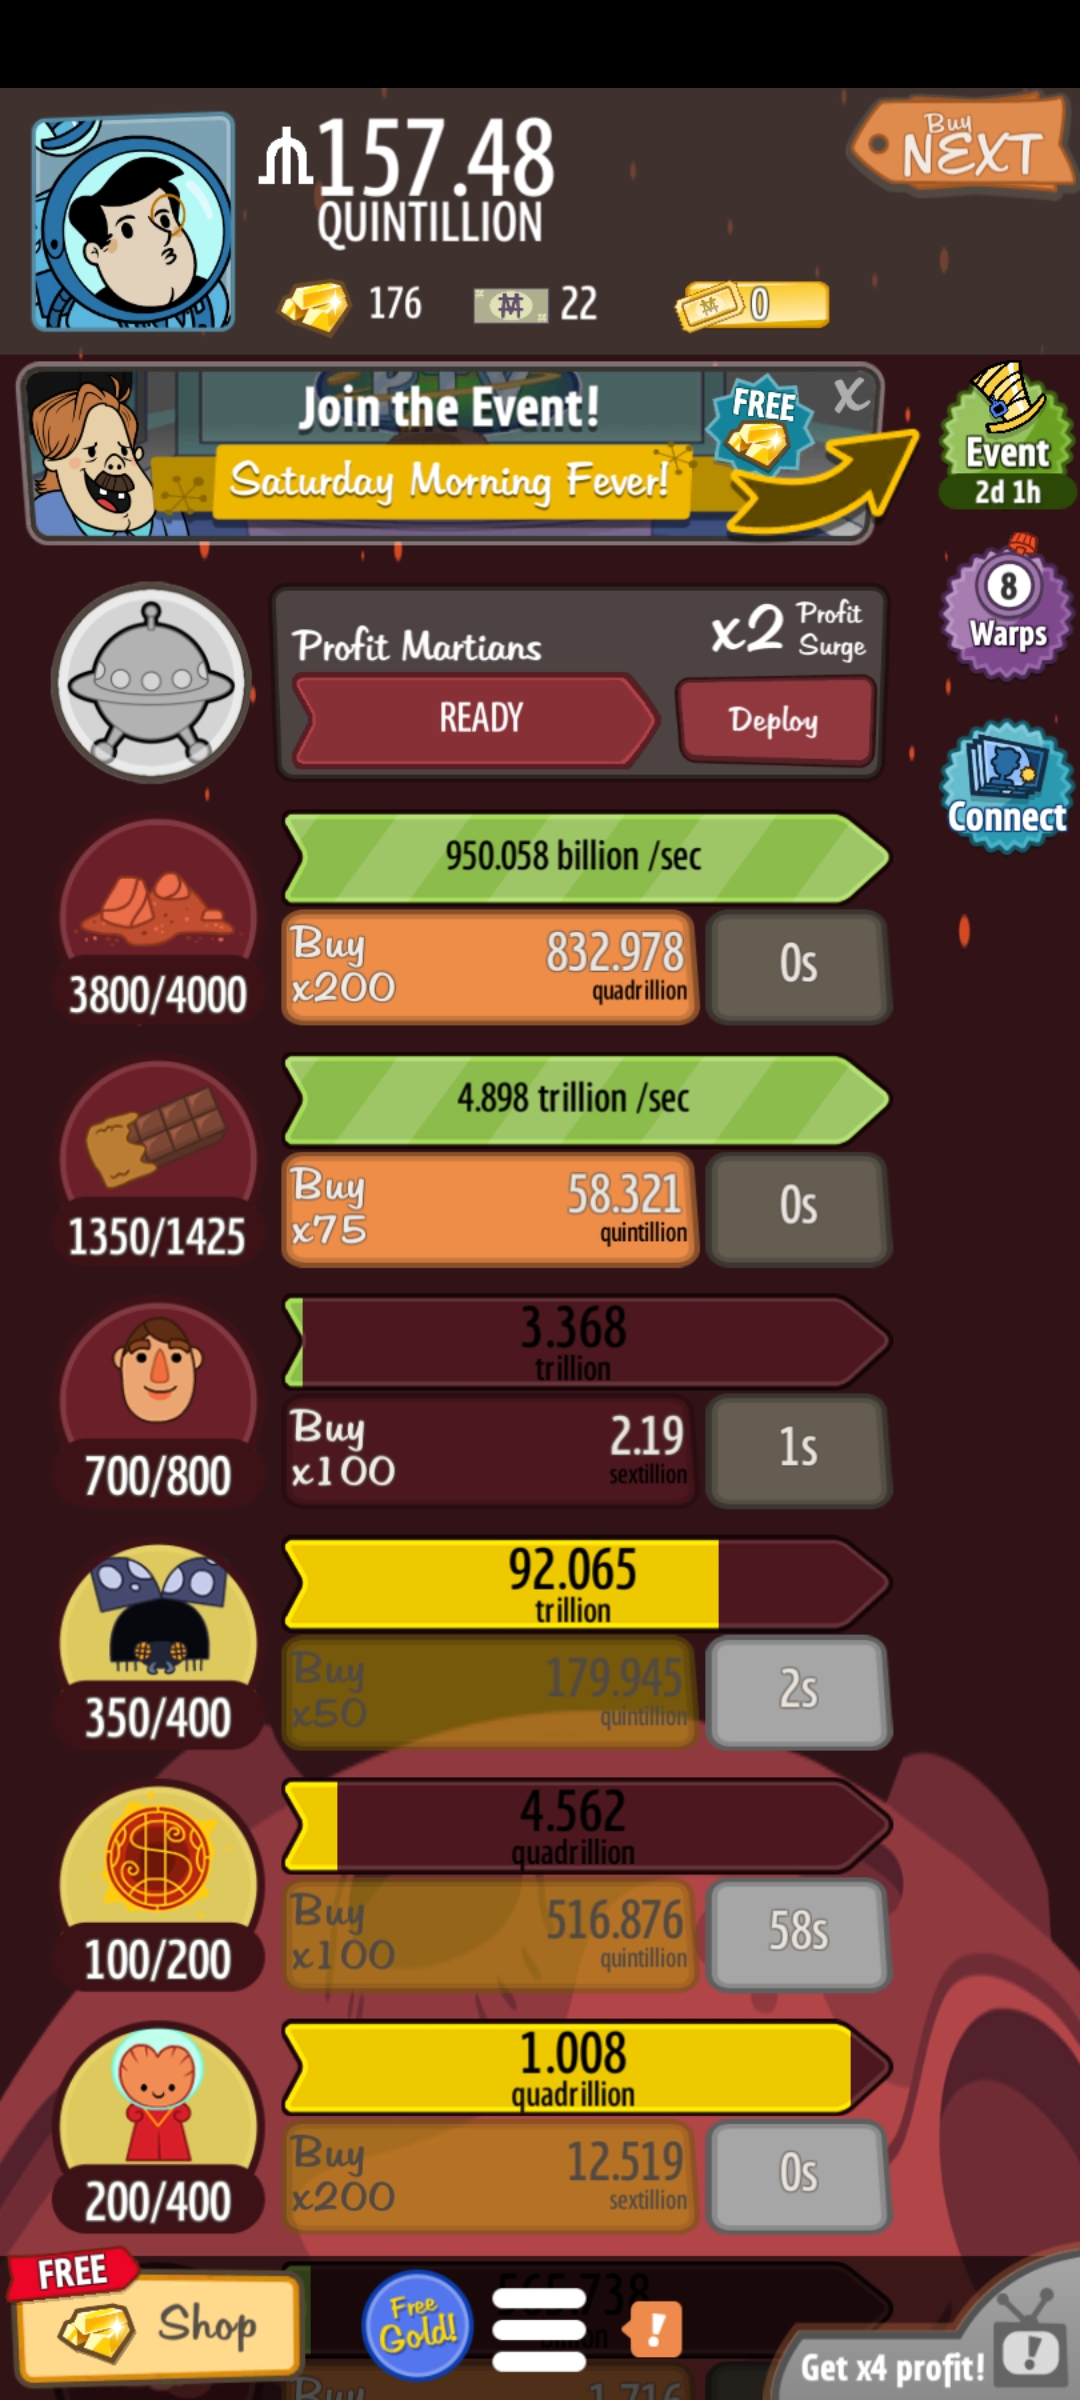 157.48
QUINTILLION
Buy
NEXT
176
22
0
Join the Event!
FREE
X
Saturday Morning Fever!
Event
2d 1h
8
Warps
Connect
Profit Martians
x2 Profit Surge
READY
Deploy
950.058 billion /sec
3800/4000
Buy x200
832.978
quadrillion
0s
4.898 trillion /sec
1350/1425
Buy x75
58.321
quintillion
0s
3.368
trillion
700/800
Buy x100
2.19
sextillion
1s
92.065
trillion
350/400
Buy x50
179.945
quintillion
2s
4.562
quadrillion
100/200
Buy x100
516.876
quintillion
58s
1.008
quadrillion
200/400
Buy x200
12.519
sextillion
0s
FREE
Shop
Free Gold!
!
Get x4 profit!
!
Buy
1.716